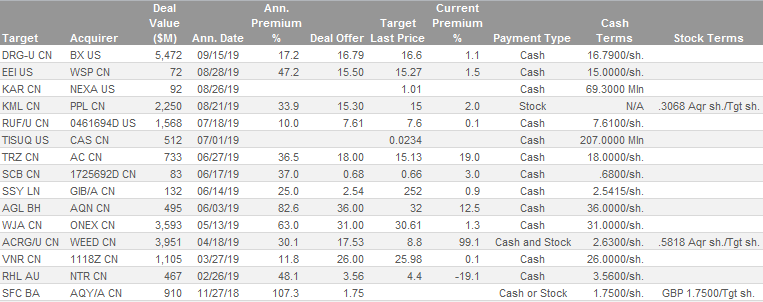 Target Acquirer Deal Value ($M) Ann. Date Ann. Premium % Deal Offer Target Last Price Current Premium % Payment Type Cash Terms Stock Terms
DRG-U CN BX US 5,472 09/15/19 17.2 16.79 16.6 1.1 Cash 16.7900/sh.
EEI US WSP CN 72 08/28/19 47.2 15.50 15.27 1.5 Cash 15.0000/sh.
KAR CN NEXA US 92 08/26/19 1.01 Cash 69.3000 Mln
KML CN PPL CN 2,250 08/21/19 33.9 15.30 15 2.0 Stock N/A .3068 Aqr sh./Tgt sh.
RUF/U CN 0461694D US 1,568 07/18/19 10.0 7.61 7.6 0.1 Cash 7.6100/sh.
TISUQ US CAS CN 512 07/01/19 0.0234 Cash 207.0000 Mln
TRZ CN AC CN 733 06/27/19 36.5 18.00 15.13 19.0 Cash 18.0000/sh.
SCB CN 1725692D CN 83 06/17/19 37.0 0.68 0.66 3.0 Cash .6800/sh.
SSY LN GIB/A CN 132 06/14/19 25.0 2.54 252 0.9 Cash 2.5415/sh.
AGL BH AQN CN 495 06/03/19 82.6 36.00 32 12.5 Cash 36.0000/sh.
WJA CN ONEX CN 3,593 05/13/19 63.0 31.00 30.61 1.3 Cash 31.0000/sh.
ACRG/U CN WEED CN 3,951 04/18/19 30.1 17.53 8.8 99.1 Cash and Stock 2.6300/sh. .5818 Aqr sh./Tgt sh.
VNR CN 1118Z CN 1,105 03/27/19 11.8 26.00 25.98 0.1 Cash 26.0000/sh.
RHL AU NTR CN 467 02/26/19 48.1 3.56 4.4 -19.1 Cash 3.5600/sh.
SFC BA AQY/A CN 910 11/27/18 107.3 1.75 Cash or Stock 1.7500/sh. GBP 1.7500/Tgt sh.